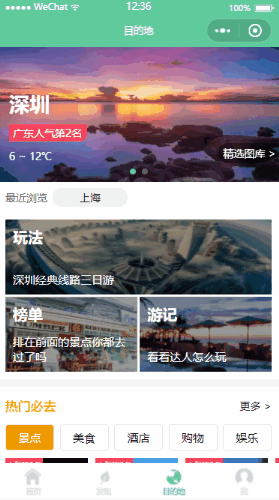 WeChat
12:36
100%
目的地
深圳
广东人气第2名
6 ~ 12℃
精选图库 >
最近浏览
上海
玩法
深圳经典线路三日游
榜单
排在前面的景点你都去
过了吗
游记
看看达人怎么玩
热门必去
更多 >
景点
美食
酒店
购物
娱乐
首页
发现
目的地
我